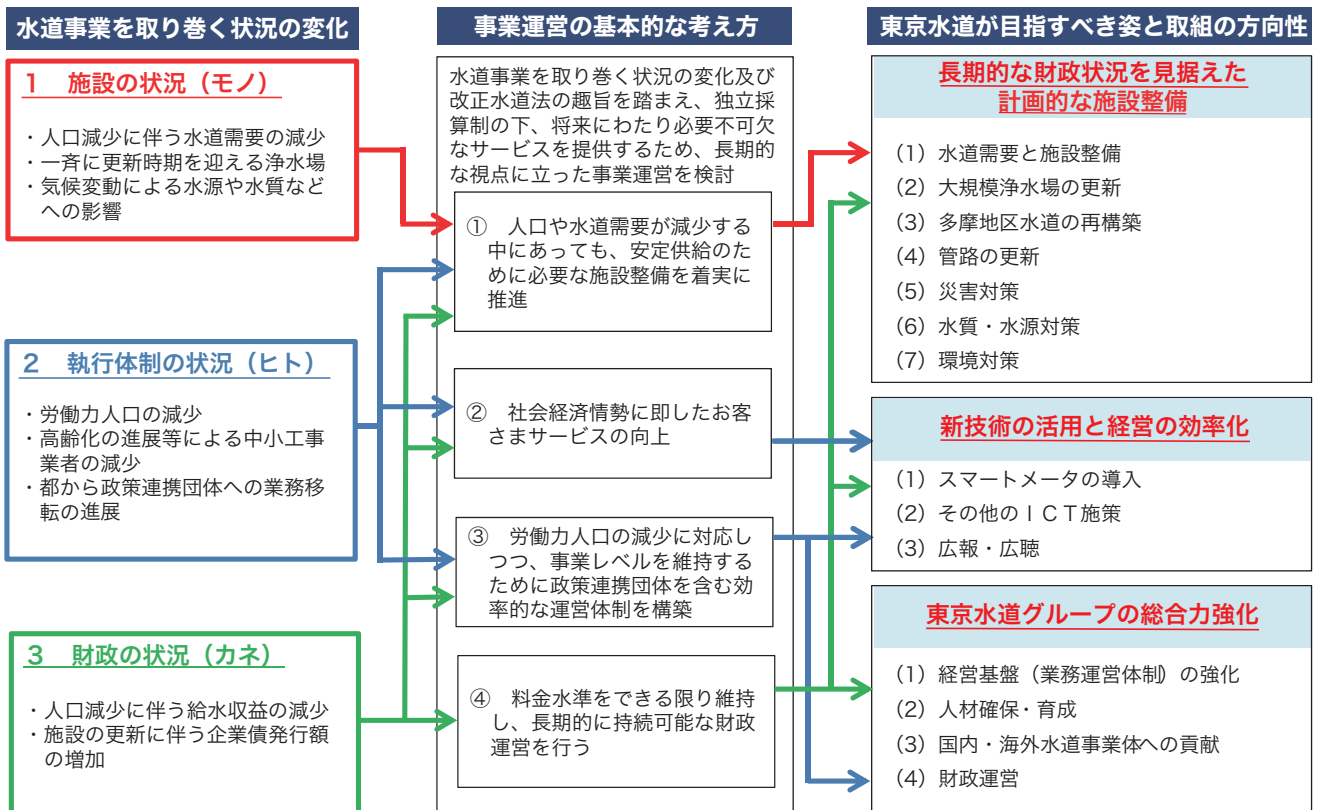 水道事業を取り巻く状況の変化
１　施設の状況（モノ）
・人口減少に伴う水道需要の減少
・一斉に更新時期を迎える浄水場
・気候変動による水源や水質など
への影響
２　執行体制の状況（ヒト）
・労働力人口の減少
・高齢化の進展等による中小工事
業者の減少
・都から政策連携団体への業務移
転の進展
３　財政の状況（カネ）
・人口減少に伴う給水収益の減少
・施設の更新に伴う企業債発行額
の増加
事業運営の基本的な考え方
水道事業を取り巻く状況の変化及び
改正水道法の趣旨を踏まえ、独立採
算制の下、将来にわたり必要不可欠
なサービスを提供するため、長期的
な視点に立った事業運営を検討
①　人口や水道需要が減少する
中にあっても、安定供給のた
めに必要な施設整備を着実に
推進
②　社会経済情勢に即したお客
さまサービスの向上
③　労働力人口の減少に対応し
つつ、事業レベルを維持する
ために政策連携団体を含む効
率的な運営体制を構築
④　料金水準をできる限り維持
し、長期的に持続可能な財政
運営を行う
東京水道が目指すべき姿と取組の方向性
長期的な財政状況を見据えた
計画的な施設整備
（1）水道需要と施設整備
（2）大規模浄水場の更新
（3）多摩地区水道の再構築
（4）管路の更新
（5）災害対策
（6）水質・水源対策
（7）環境対策
新技術の活用と経営の効率化
（1）スマートメータの導入
（2）その他のＩＣＴ施策
（3）広報・広聴
東京水道グループの総合力強化
（1）経営基盤（業務運営体制）の強化
（2）人材確保・育成
（3）国内・海外水道事業体への貢献
（4）財政運営